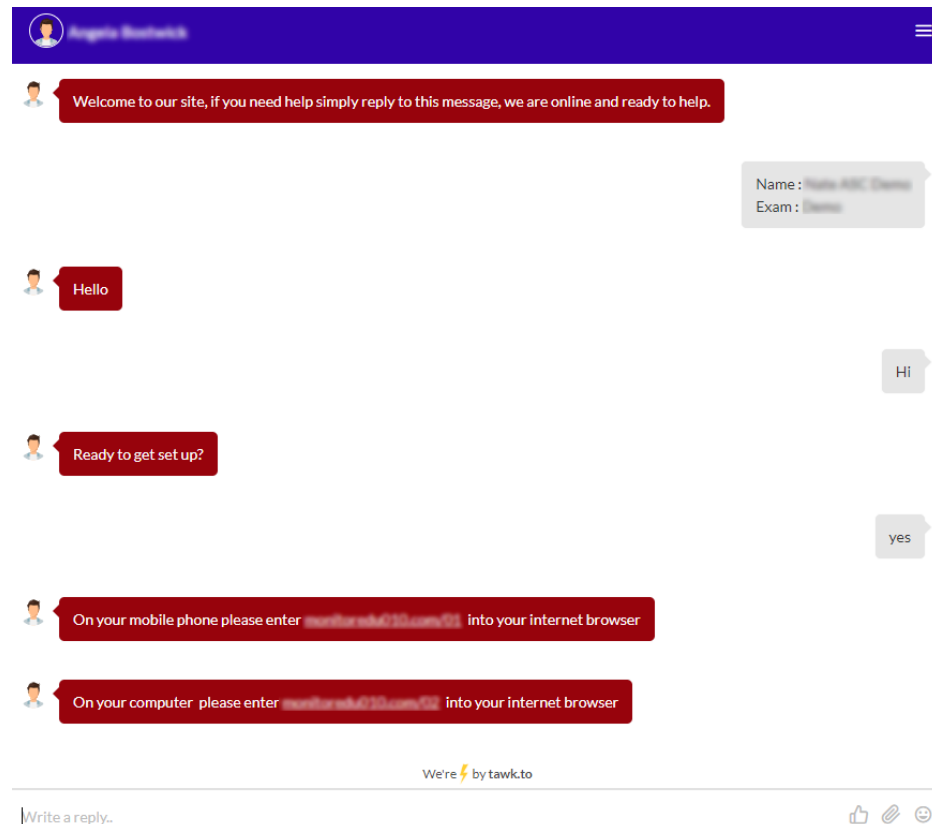 Welcome to our site, if you need help simply reply to this message, we are online and ready to help.
Name :
Exam :
Hello
Hi
Ready to get set up?
yes
On your mobile phone please enter into your internet browser
On your computer please enter into your internet browser
We're by tawk.to
Write a reply..